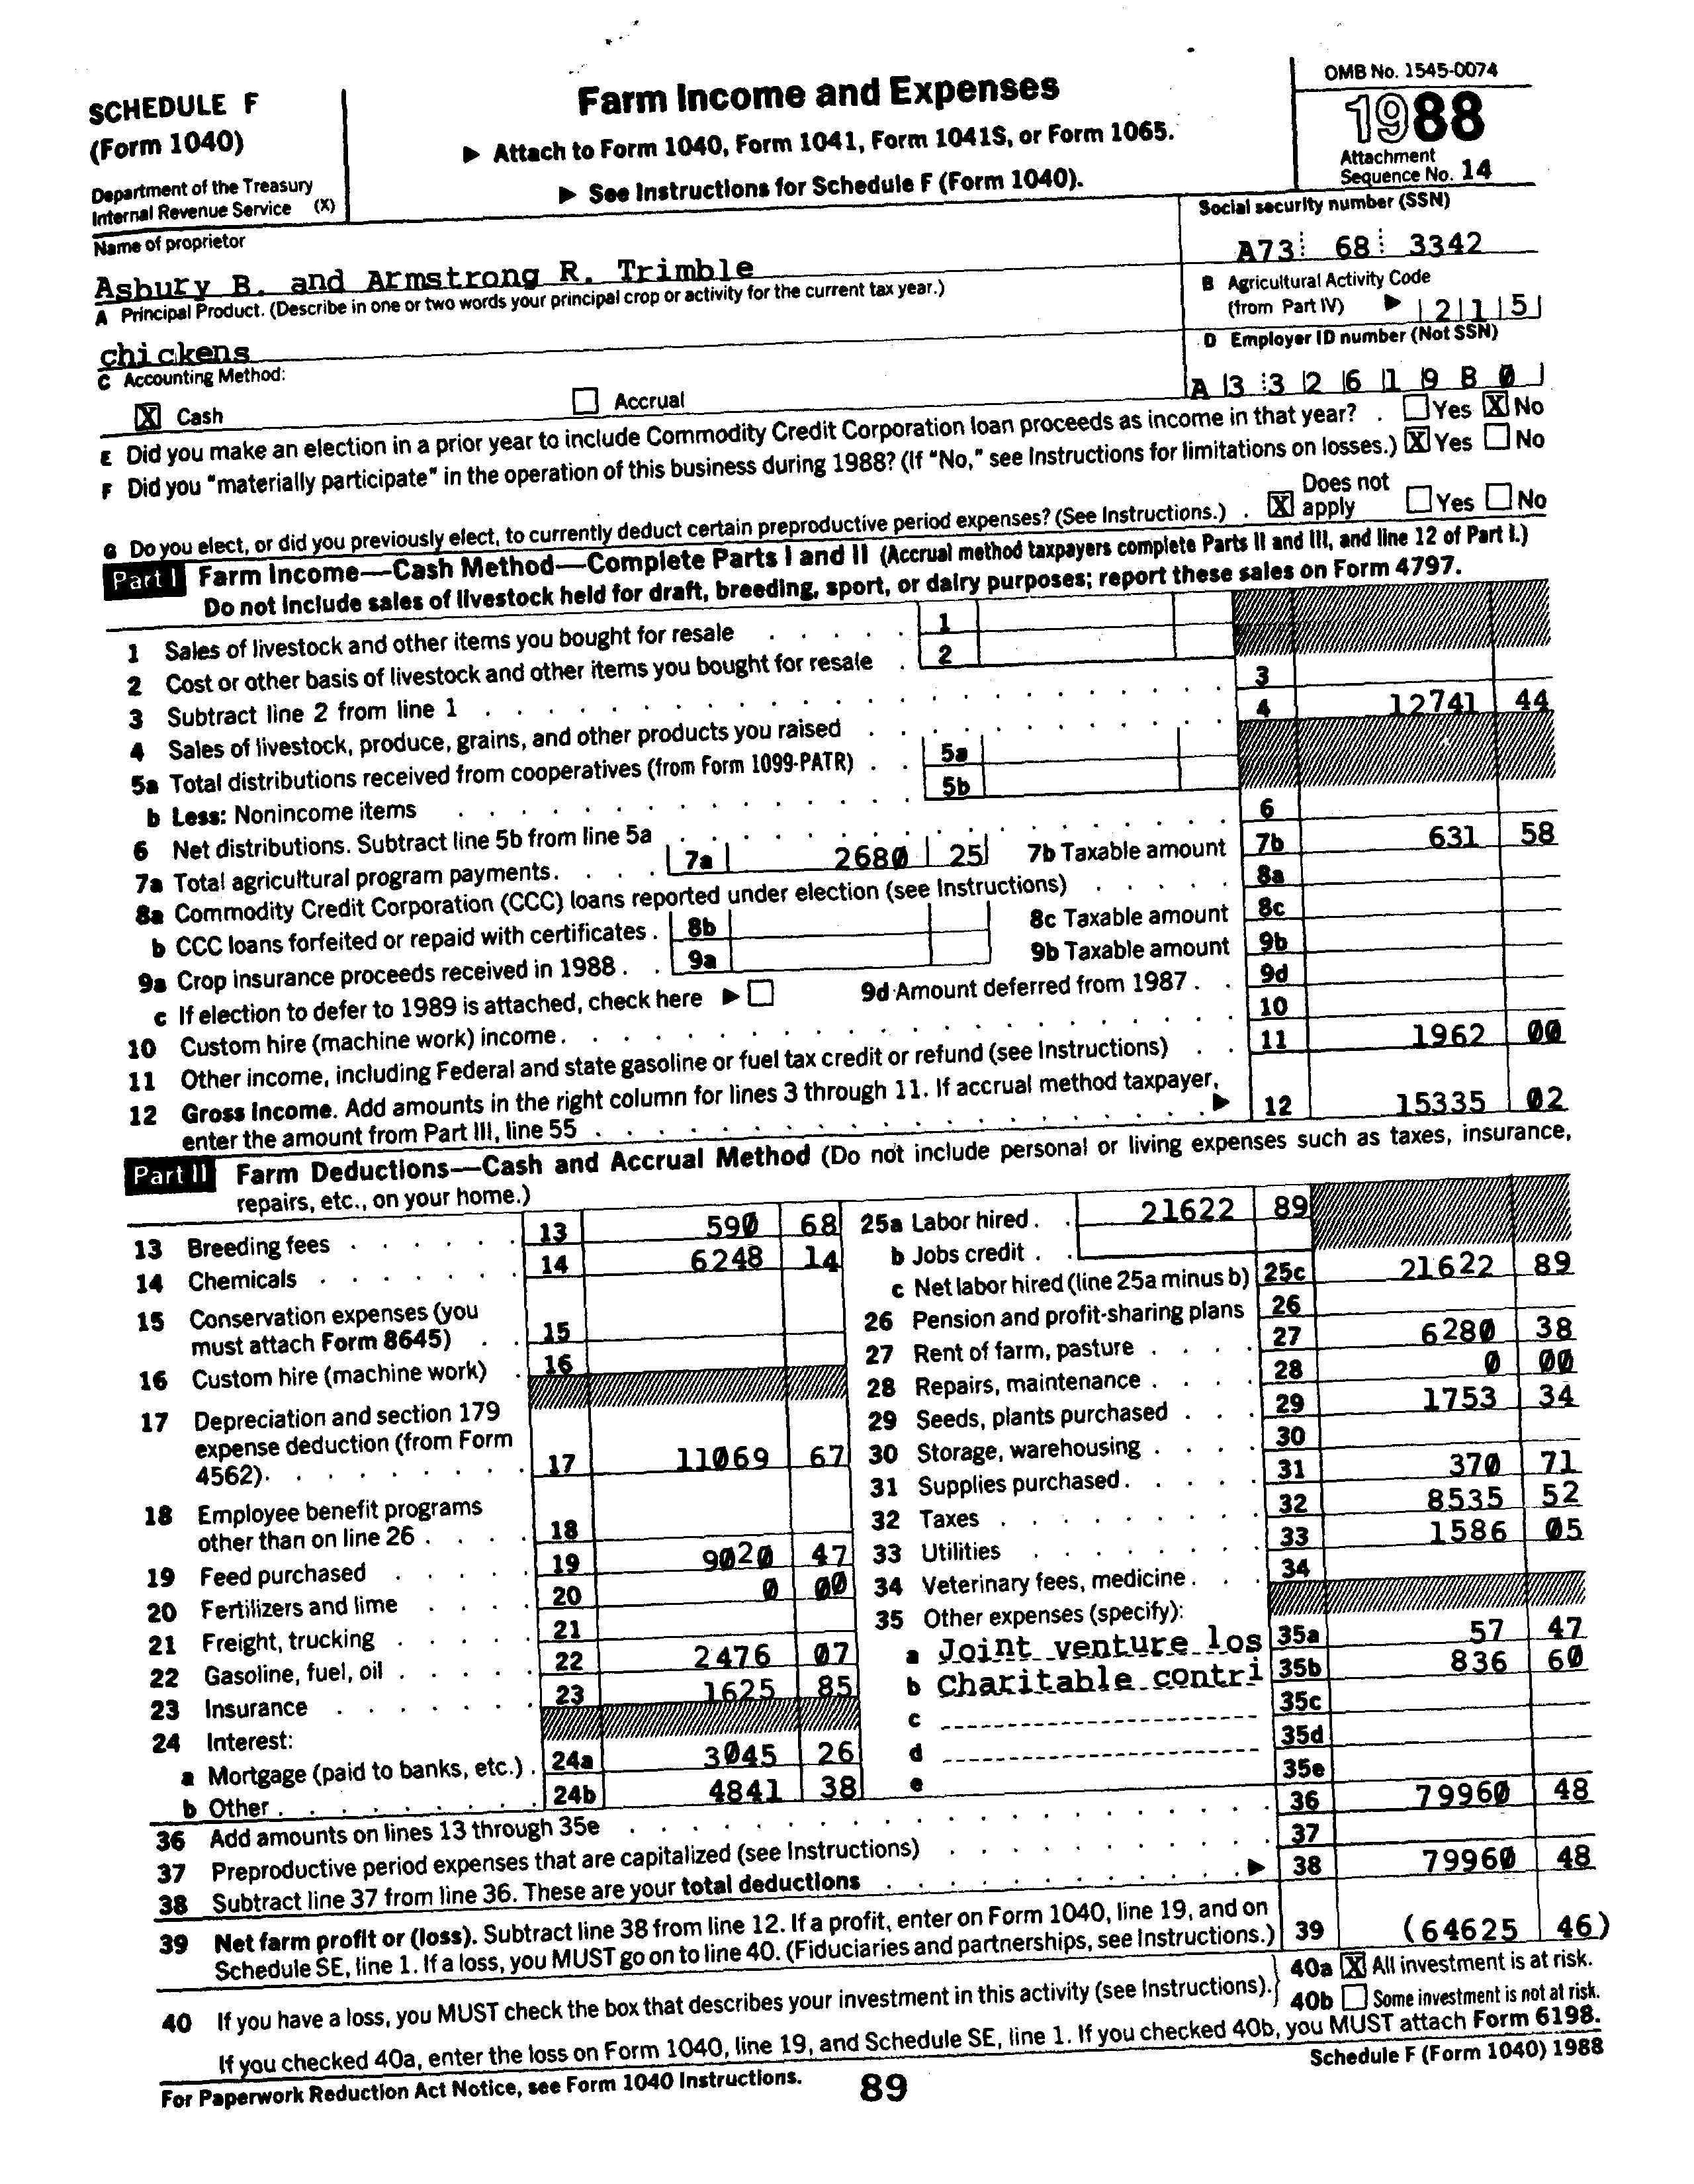 SCHEDULE F
(Form 1040)
Department of the Treasury
Internal Revenue Service (X)
Farm Income and Expenses
▶ Attach to Form 1040, Form 1041, Form 1041S, or Form 1065.
▶ See Instructions for Schedule F (Form 1040).
OMB No. 1545-0074
1988
Attachment
Sequence No. 14
Name of proprietor
Asbury B. and Armstrong R. Trimble
Social security number (SSN)
A73 68 3342
A Principal Product. (Describe in one or two words your principal crop or activity for the current tax year.)
chickens
B Agricultural Activity Code
(from Part IV) ▶ 2 1 5
D Employer ID number (Not SSN)
A 3 3 2 6 1 9 8 0
C Accounting Method:
X Cash Accrual
E Did you make an election in a prior year to include Commodity Credit Corporation loan proceeds as income in that year? . Yes X No
F Did you "materially participate" in the operation of this business during 1988? (If "No," see Instructions for limitations on losses.) X Yes No
G Do you elect, or did you previously elect, to currently deduct certain preproductive period expenses? (See Instructions.) . X Does not apply Yes No
Part I Farm Income—Cash Method—Complete Parts I and II (Accrual method taxpayers complete Parts II and III, and line 12 of Part I.)
Do not include sales of livestock held for draft, breeding, sport, or dairy purposes; report these sales on Form 4797.
1 Sales of livestock and other items you bought for resale 1
2 Cost or other basis of livestock and other items you bought for resale 2
3 Subtract line 2 from line 1 3
4 Sales of livestock, produce, grains, and other products you raised 4 12741 44
5a Total distributions received from cooperatives (from Form 1099-PATR) 5a
b Less: Nonincome items 5b
6 Net distributions. Subtract line 5b from line 5a 6
7a Total agricultural program payments. 7a 2680 25 7b Taxable amount 7b 631 58
8a Commodity Credit Corporation (CCC) loans reported under election (see Instructions) 8a
b CCC loans forfeited or repaid with certificates . 8b 8c Taxable amount 8c
9a Crop insurance proceeds received in 1988 . 9a 9b Taxable amount 9b
c If election to defer to 1989 is attached, check here ▶ 9d Amount deferred from 1987 . 9d
10 Custom hire (machine work) income. 10
11 Other income, including Federal and state gasoline or fuel tax credit or refund (see Instructions) 11 1962 00
12 Gross Income. Add amounts in the right column for lines 3 through 11. If accrual method taxpayer,
enter the amount from Part III, line 55 ▶ 12 15335 02
Part II Farm Deductions—Cash and Accrual Method (Do not include personal or living expenses such as taxes, insurance,
repairs, etc., on your home.)
13 Breeding fees 13 590 68
14 Chemicals 14 6248 14
15 Conservation expenses (you
must attach Form 8645) 15
16 Custom hire (machine work) 16
17 Depreciation and section 179
expense deduction (from Form
4562). 17 11069 67
18 Employee benefit programs
other than on line 26 . 18
19 Feed purchased 19 9020 47
20 Fertilizers and lime 20 0 00
21 Freight, trucking 21
22 Gasoline, fuel, oil 22 2476 07
23 Insurance 23 1625 85
24 Interest:
a Mortgage (paid to banks, etc.) . 24a 3045 26
b Other 24b 4841 38
25a Labor hired . 21622 89
b Jobs credit .
c Net labor hired (line 25a minus b) 25c 21622 89
26 Pension and profit-sharing plans 26
27 Rent of farm, pasture 27 6280 38
28 Repairs, maintenance 28 0 00
29 Seeds, plants purchased 29 1753 34
30 Storage, warehousing 30
31 Supplies purchased 31 370 71
32 Taxes 32 8535 52
33 Utilities 33 1586 05
34 Veterinary fees, medicine 34
35 Other expenses (specify):
a Joint venture los 35a 57 47
b Charitable contri 35b 836 60
c 35c
d 35d
e 35e
36 Add amounts on lines 13 through 35e 36 79960 48
37 Preproductive period expenses that are capitalized (see Instructions) 37
38 Subtract line 37 from line 36. These are your total deductions ▶ 38 79960 48
39 Net farm profit or (loss). Subtract line 38 from line 12. If a profit, enter on Form 1040, line 19, and on
Schedule SE, line 1. If a loss, you MUST go on to line 40. (Fiduciaries and partnerships, see Instructions.) 39 (64625 46)
40 If you have a loss, you MUST check the box that describes your investment in this activity (see Instructions).
40a X All investment is at risk.
40b Some investment is not at risk.
If you checked 40a, enter the loss on Form 1040, line 19, and Schedule SE, line 1. If you checked 40b, you MUST attach Form 6198.
For Paperwork Reduction Act Notice, see Form 1040 Instructions. 89 Schedule F (Form 1040) 1988